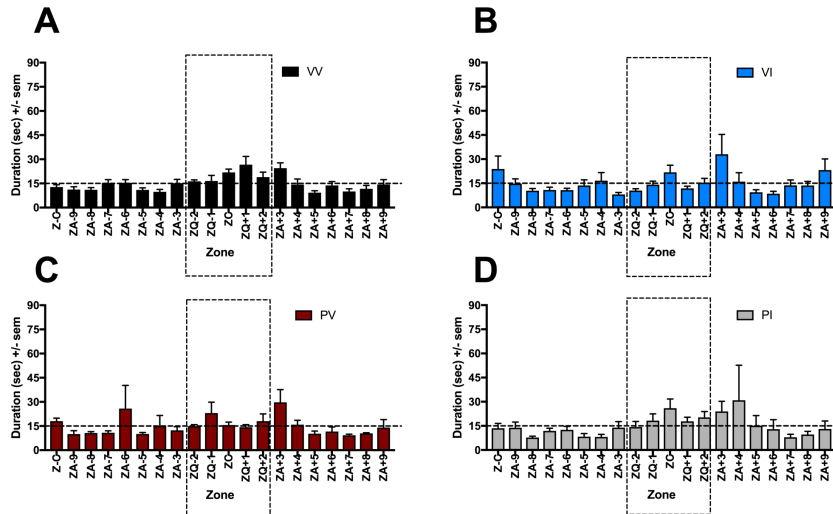 A
Duration (sec) +/- sem
90
75
60
45
30
15
0
VV
Z-O ZA-9 ZA-8 ZA-7 ZA-6 ZA-5 ZA-4 ZA-3 ZQ-2 ZQ-1 ZO ZQ+1 ZQ+2 ZA+3 ZA+4 ZA+5 ZA+6 ZA+7 ZA+8 ZA+9
Zone
B
Duration (sec) +/- sem
90
75
60
45
30
15
0
VI
Z-O ZA-9 ZA-8 ZA-7 ZA-6 ZA-5 ZA-4 ZA-3 ZQ-2 ZQ-1 ZO ZQ+1 ZQ+2 ZA+3 ZA+4 ZA+5 ZA+6 ZA+7 ZA+8 ZA+9
Zone
C
Duration (sec) +/- sem
90
75
60
45
30
15
0
PV
Z-O ZA-9 ZA-8 ZA-7 ZA-6 ZA-5 ZA-4 ZA-3 ZQ-2 ZQ-1 ZO ZQ+1 ZQ+2 ZA+3 ZA+4 ZA+5 ZA+6 ZA+7 ZA+8 ZA+9
Zone
D
Duration (sec) +/- sem
90
75
60
45
30
15
0
PI
Z-O ZA-9 ZA-8 ZA-7 ZA-6 ZA-5 ZA-4 ZA-3 ZQ-2 ZQ-1 ZO ZQ+1 ZQ+2 ZA+3 ZA+4 ZA+5 ZA+6 ZA+7 ZA+8 ZA+9
Zone